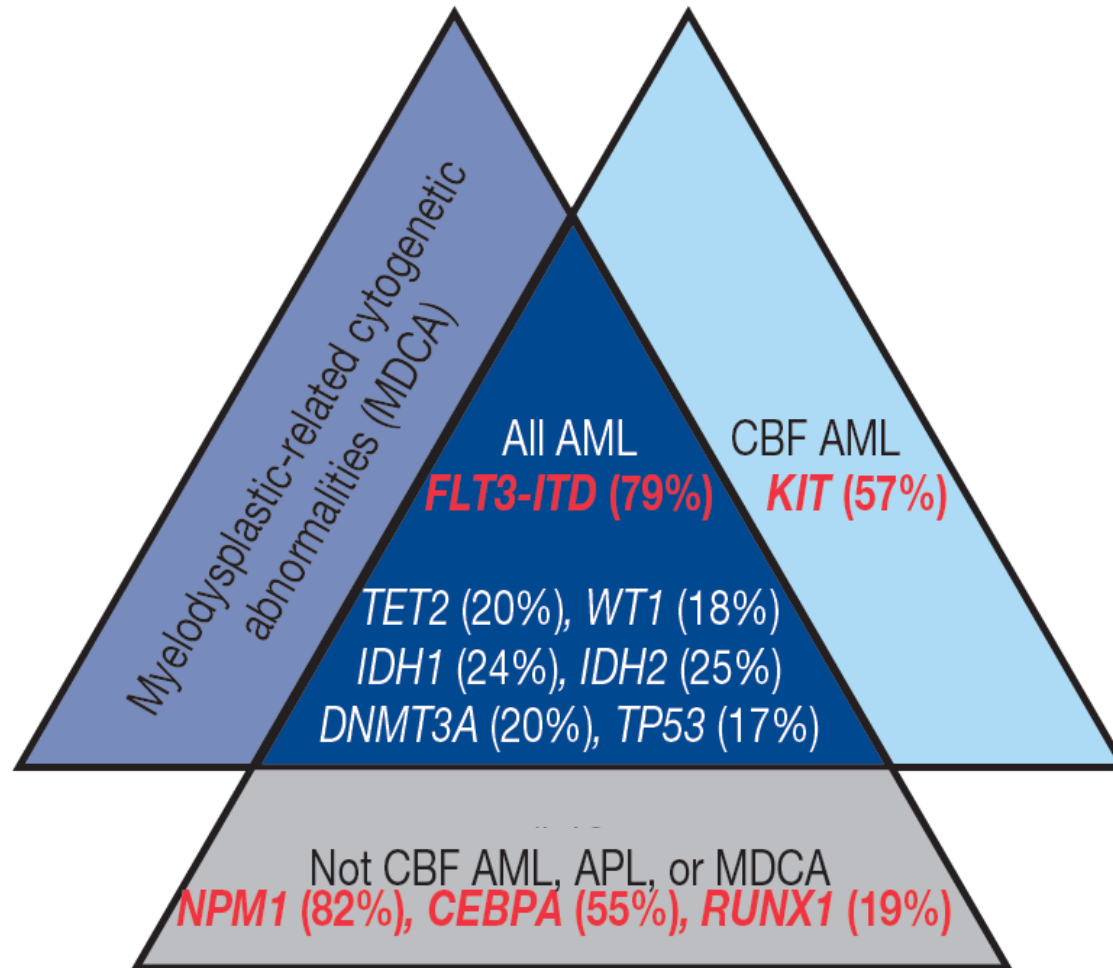 Myelodysplastic-related cytogenetic
abnormalities (MDCA)
All AML
FLT3-ITD (79%)
TET2 (20%), WT1 (18%)
IDH1 (24%), IDH2 (25%)
DNMT3A (20%), TP53 (17%)
CBF AML
KIT (57%)
Not CBF AML, APL, or MDCA
NPM1 (82%), CEBPA (55%), RUNX1 (19%)